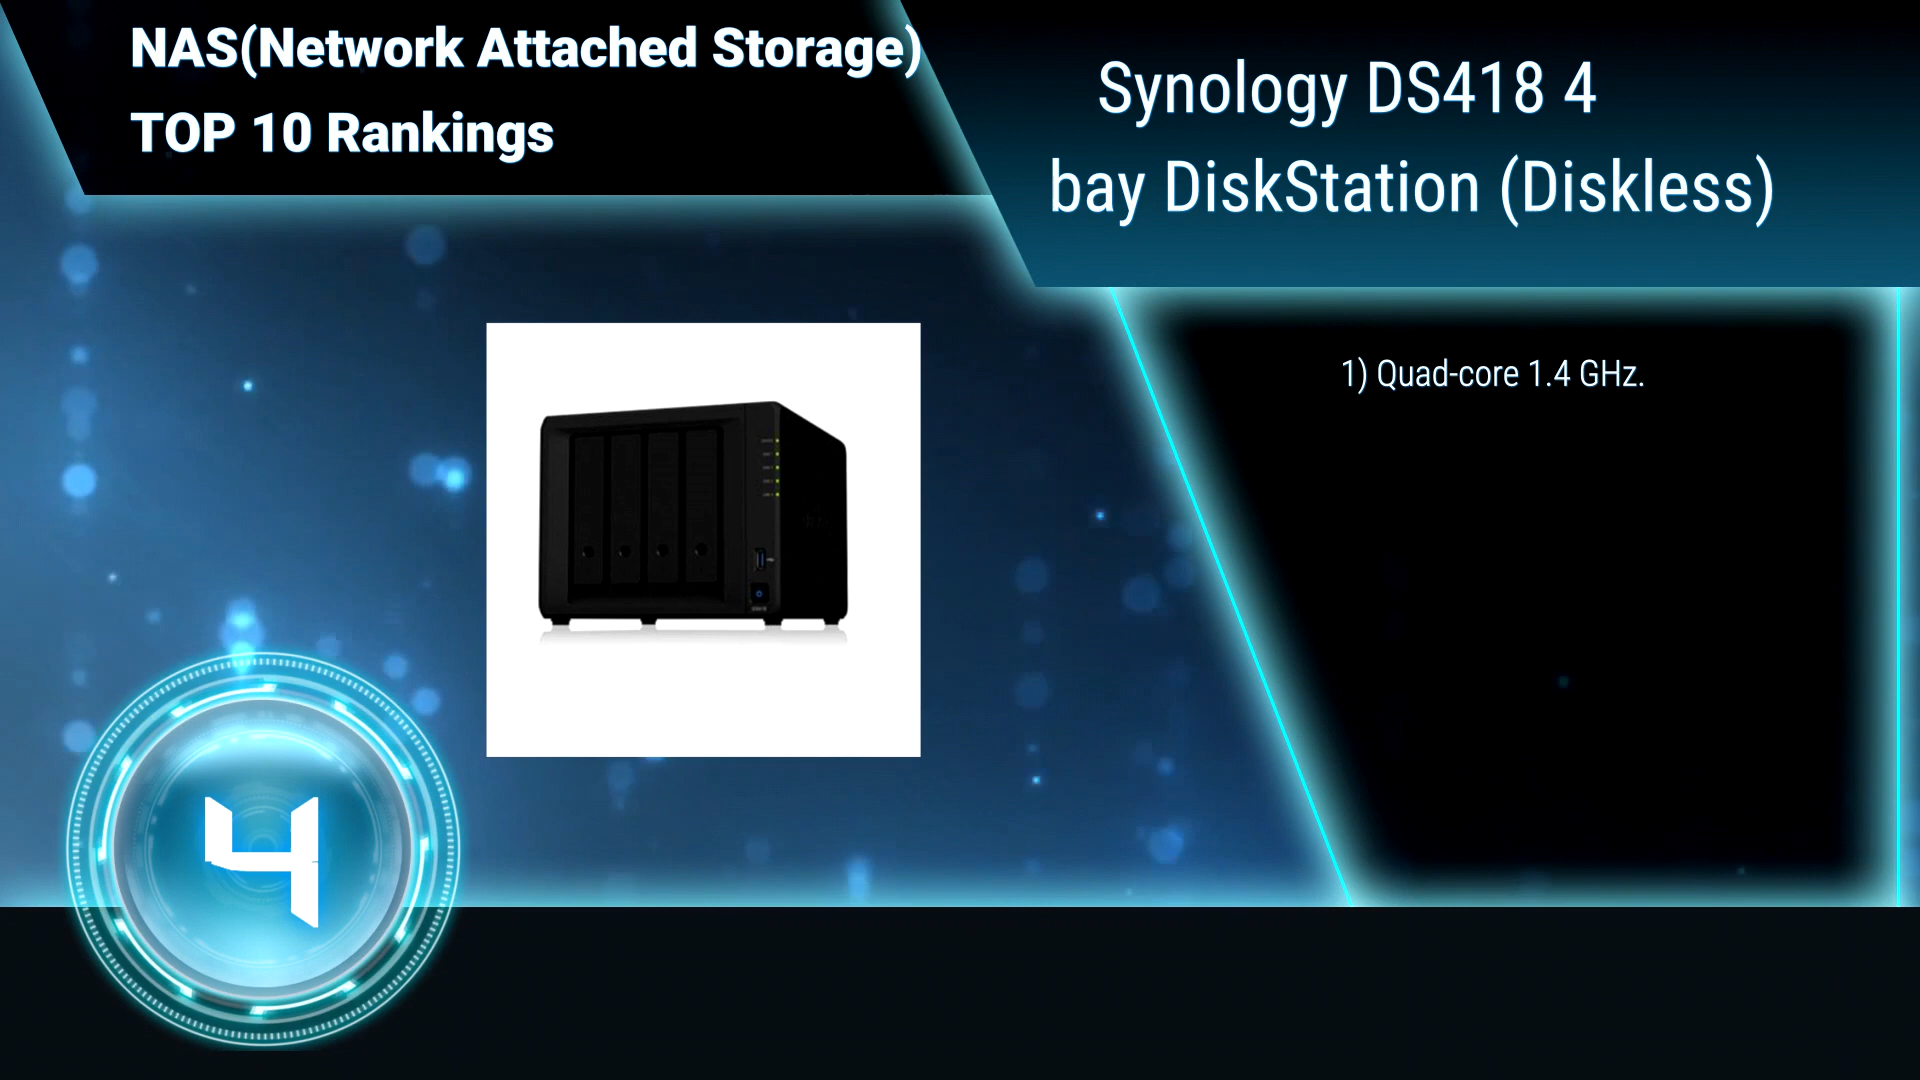 NAS(Network Attached Storage)
TOP 10 Rankings
Synology DS418 4
bay DiskStation (Diskless)
1) Quad-core 1.4 GHz.
4